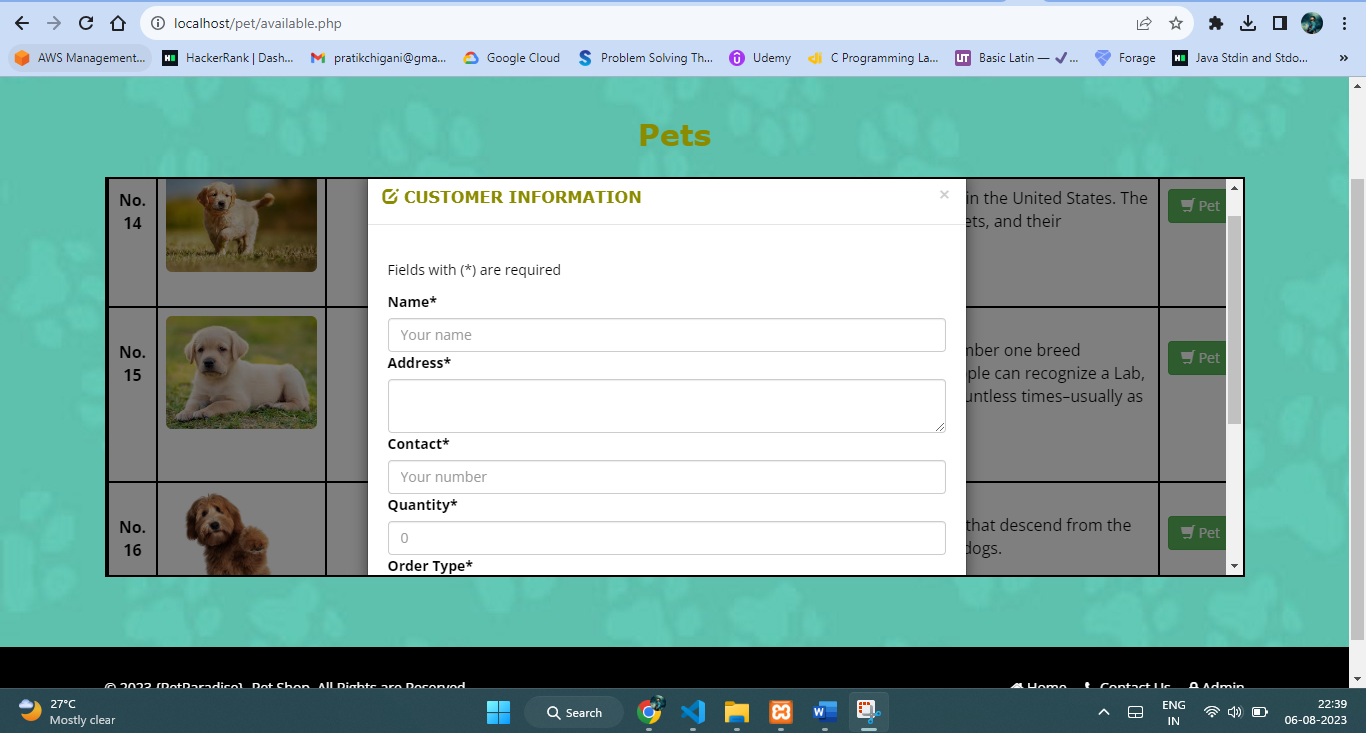 localhost/pet/available.php
AWS Management... HackerRank | Dash... pratikchigani@gma... Google Cloud Problem Solving Th... Udemy C Programming La... Basic Latin — ✓... Forage Java Stdin and Stdo... »
Pets
No. 14
in the United States. The
ets, and their
Pet
No. 15
mber one breed
ple can recognize a Lab,
untless times–usually as
Pet
No. 16
that descend from the
dogs.
Pet
CUSTOMER INFORMATION ×
Fields with (*) are required
Name*
Your name
Address*
Contact*
Your number
Quantity*
0
Order Type*
© 2023 {PetParadise}. Pet Shop. All Rights are Reserved
Home Contact Us Admin
27°C
Mostly clear
Search
ENG
IN
22:39
06-08-2023